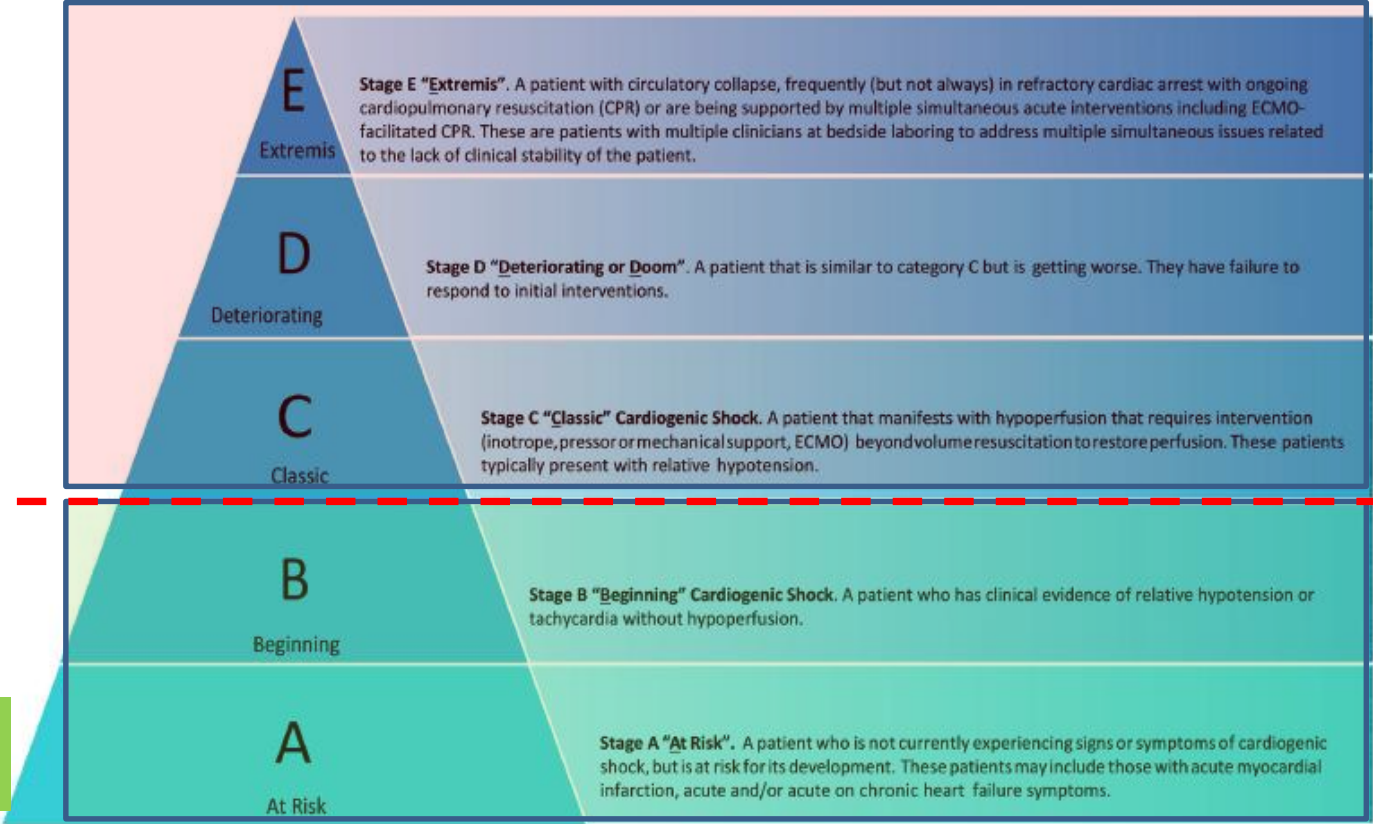 E
Extremis
Stage E “Extremis”. A patient with circulatory collapse, frequently (but not always) in refractory cardiac arrest with ongoing
cardiopulmonary resuscitation (CPR) or are being supported by multiple simultaneous acute interventions including ECMO-
facilitated CPR. These are patients with multiple clinicians at bedside laboring to address multiple simultaneous issues related
to the lack of clinical stability of the patient.
D
Deteriorating
Stage D “Deteriorating or Doom”. A patient that is similar to category C but is getting worse. They have failure to
respond to initial interventions.
C
Classic
Stage C “Classic” Cardiogenic Shock. A patient that manifests with hypoperfusion that requires intervention
(inotrope, pressor or mechanical support, ECMO) beyond volume resuscitation to restore perfusion. These patients
typically present with relative hypotension.
B
Beginning
Stage B “Beginning” Cardiogenic Shock. A patient who has clinical evidence of relative hypotension or
tachycardia without hypoperfusion.
A
At Risk
Stage A “At Risk”. A patient who is not currently experiencing signs or symptoms of cardiogenic
shock, but is at risk for its development. These patients may include those with acute myocardial
infarction, acute and/or acute on chronic heart failure symptoms.